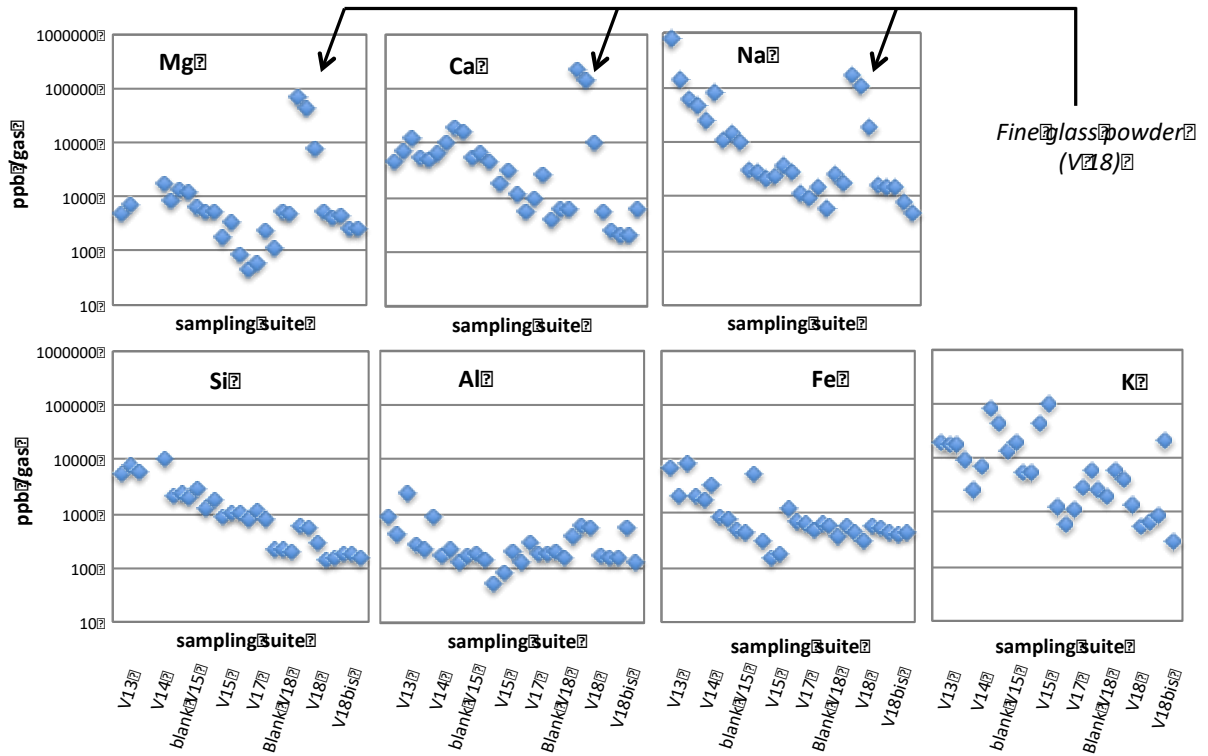 1000000
100000
10000
1000
100
10
ppb /gas
Mg
Ca
Na
Fine glass powder
(V 18)
sampling suite
sampling suite
sampling suite
1000000
100000
10000
1000
100
10
ppb /gas
Si
Al
Fe
K
sampling suite
sampling suite
sampling suite
sampling suite
V13
V14
blank V15
V15
V17
Blank V18
V18
V18bis
V13
V14
blank V15
V15
V17
Blank V18
V18
V18bis
V13
V14
blank V15
V15
V17
Blank V18
V18
V18bis
V13
V14
blank V15
V15
V17
Blank V18
V18
V18bis